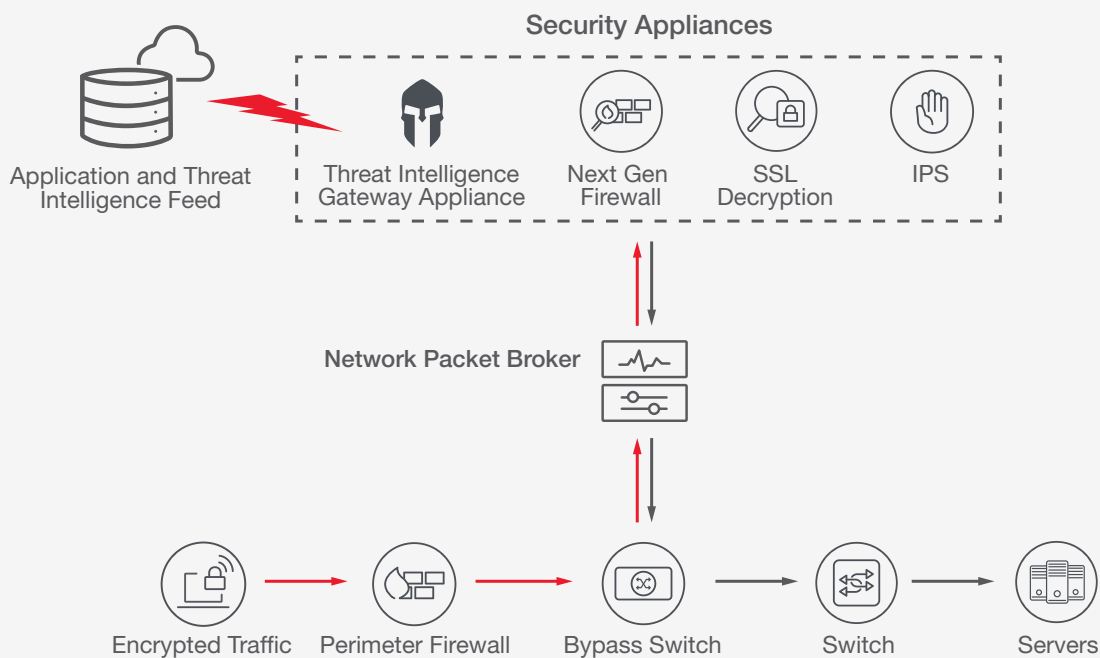 Security Appliances
Application and Threat
Intelligence Feed
Threat Intelligence
Gateway Appliance
Next Gen
Firewall
SSL
Decryption
IPS
Network Packet Broker
Encrypted Traffic
Perimeter Firewall
Bypass Switch
Switch
Servers